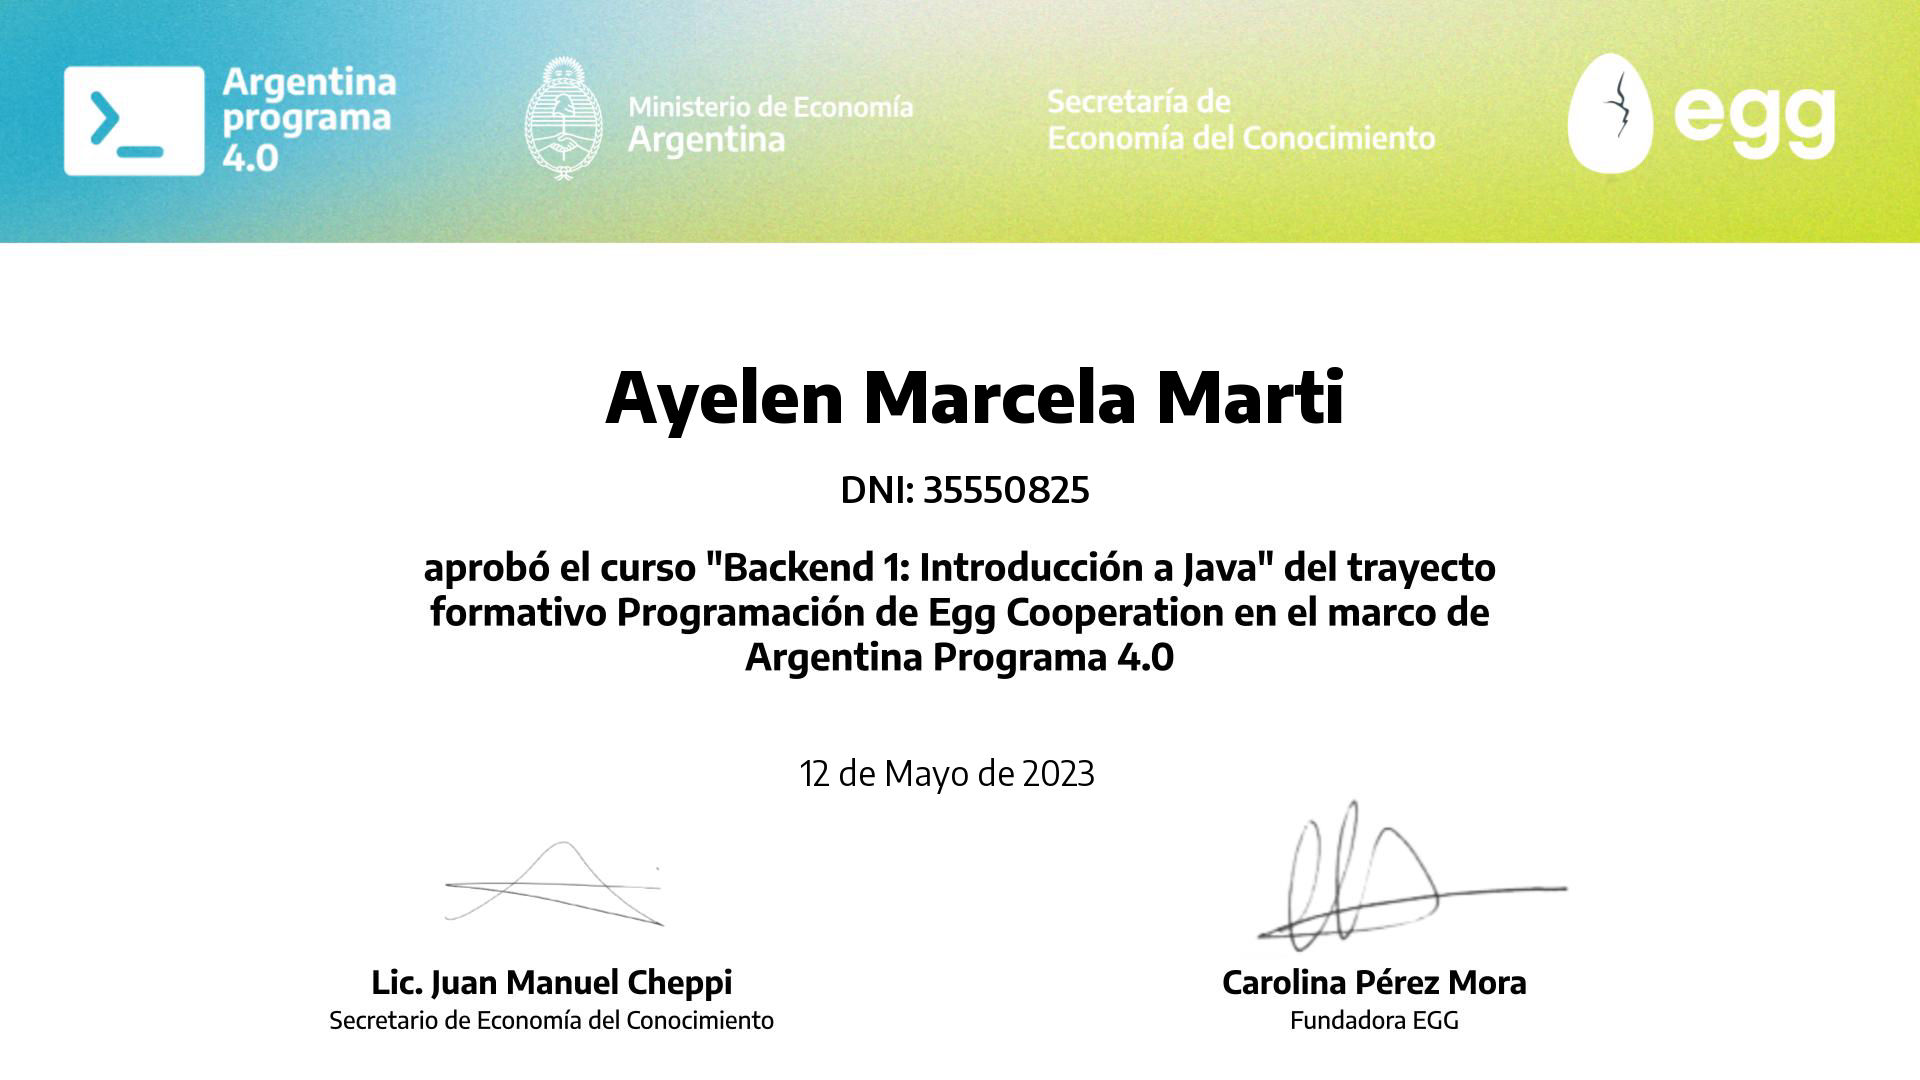 Argentina
programa
4.0
Ministerio de Economía
Argentina
Secretaría de
Economía del Conocimiento
egg
Ayelen Marcela Marti
DNI: 35550825
aprobó el curso "Backend 1: Introducción a Java" del trayecto
formativo Programación de Egg Cooperation en el marco de
Argentina Programa 4.0
12 de Mayo de 2023
Lic. Juan Manuel Cheppi
Secretario de Economía del Conocimiento
Carolina Pérez Mora
Fundadora EGG